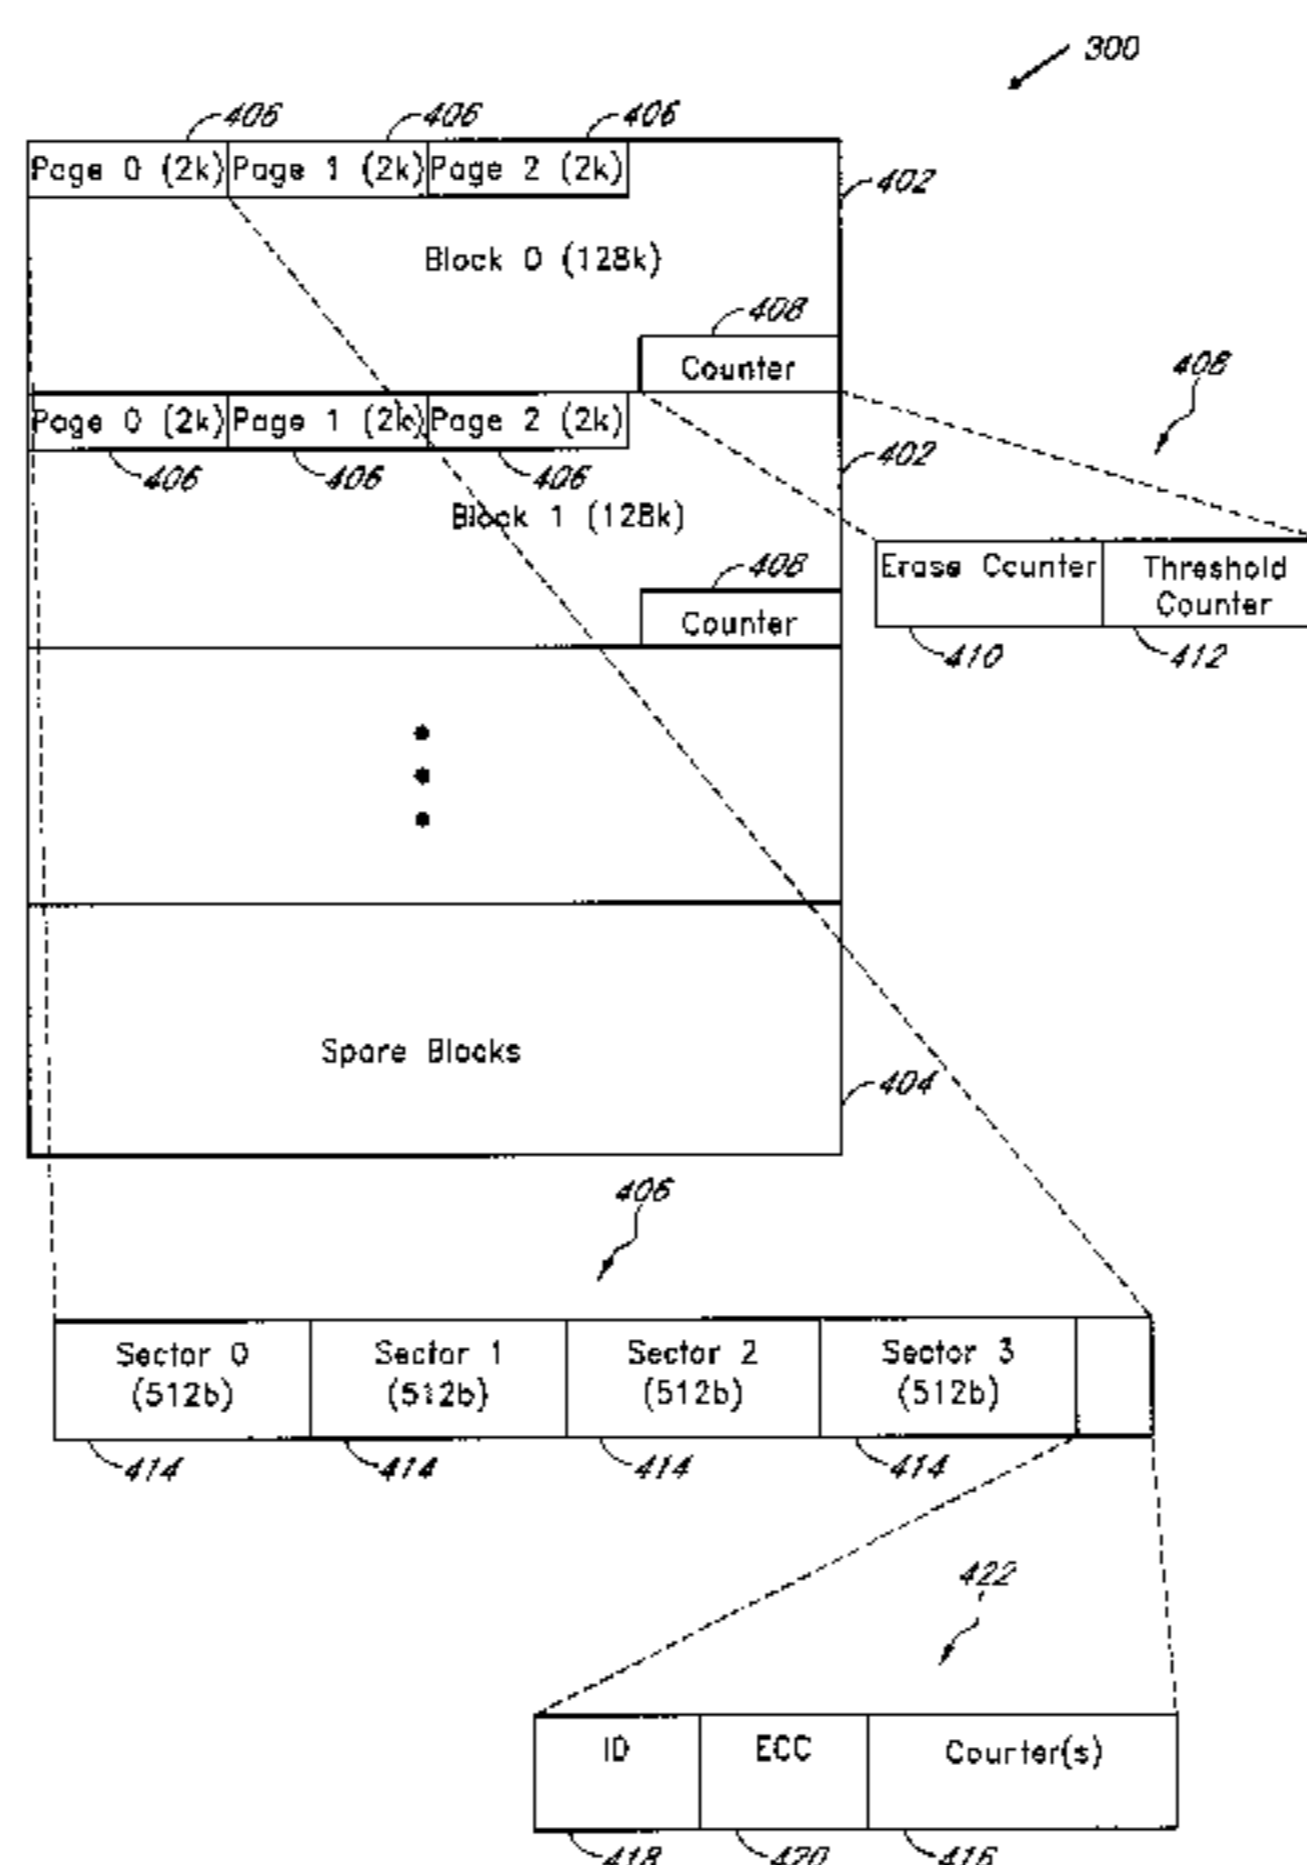 300
406 406 406
Page 0 (2k) Page 1 (2k) Page 2 (2k)
402
Block 0 (128k)
408
Counter
408
Page 0 (2k) Page 1 (2k) Page 2 (2k)
406 406 406
402
Block 1 (128k)
408
Counter
Erase Counter
Threshold
Counter
410 412
Spare Blocks
404
406
Sector 0
(512b)
Sector 1
(512b)
Sector 2
(512b)
Sector 3
(512b)
414 414 414 414
422
ID ECC Counter(s)
418 420 416